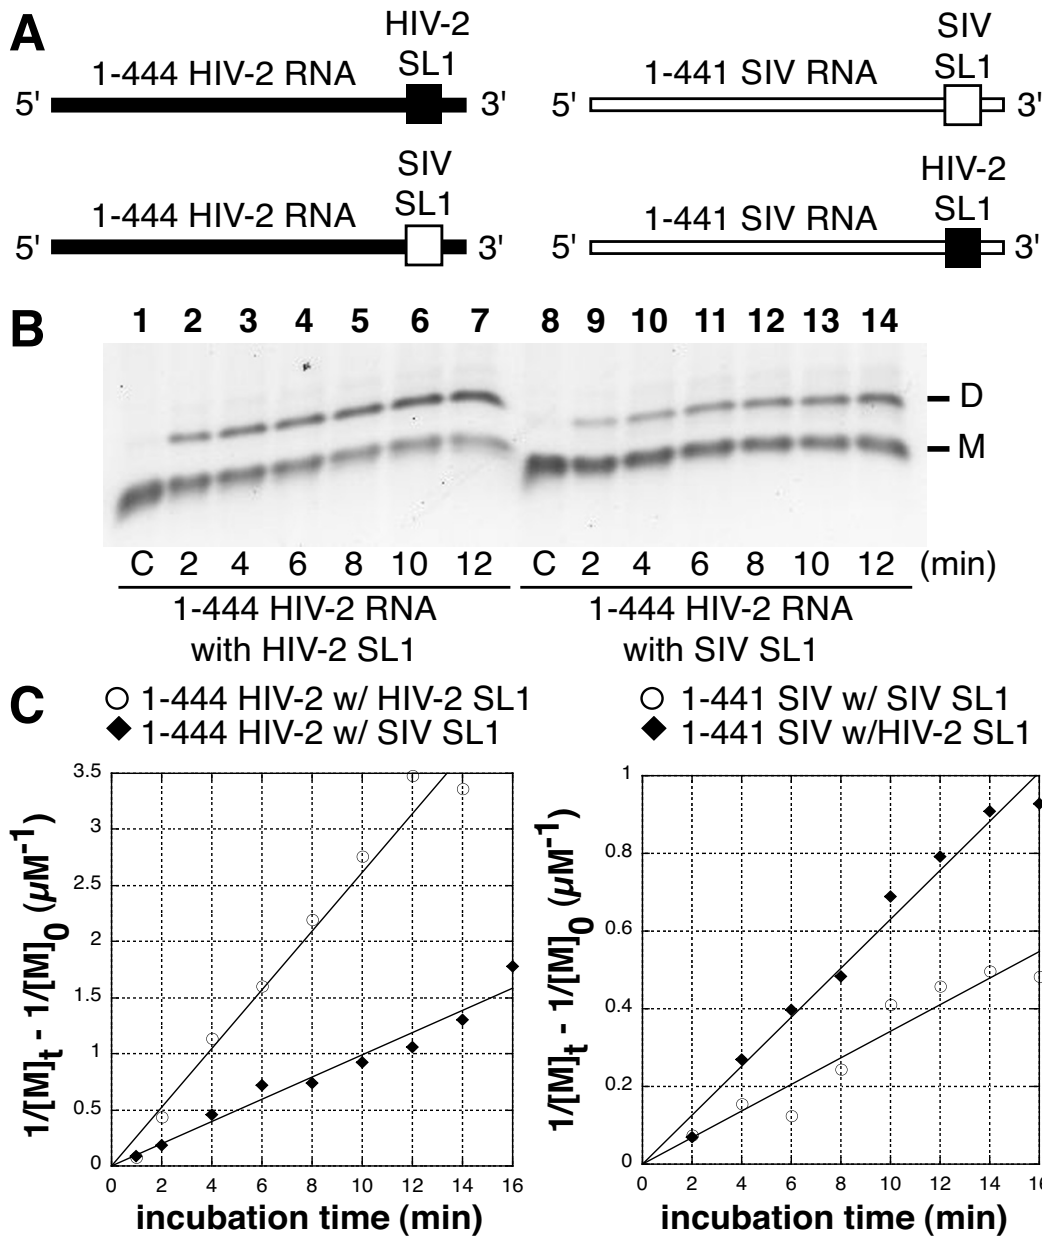 A
HIV-2
SL1
1-444 HIV-2 RNA
5'
3'
SIV
SL1
1-441 SIV RNA
5'
3'
SIV
SL1
1-444 HIV-2 RNA
5'
3'
HIV-2
SL1
1-441 SIV RNA
5'
3'
B
1 2 3 4 5 6 7 8 9 10 11 12 13 14
D
M
C 2 4 6 8 10 12 C 2 4 6 8 10 12 (min)
1-444 HIV-2 RNA
with HIV-2 SL1
1-444 HIV-2 RNA
with SIV SL1
C
1-444 HIV-2 w/ HIV-2 SL1
1-444 HIV-2 w/ SIV SL1
1/[M]t - 1/[M]0 (µM-1)
3.5
3
2.5
2
1.5
1
0.5
0
0 2 4 6 8 10 12 14 16
incubation time (min)
1-441 SIV w/ SIV SL1
1-441 SIV w/HIV-2 SL1
1/[M]t - 1/[M]0 (µM-1)
1
0.8
0.6
0.4
0.2
0
0 2 4 6 8 10 12 14 16
incubation time (min)